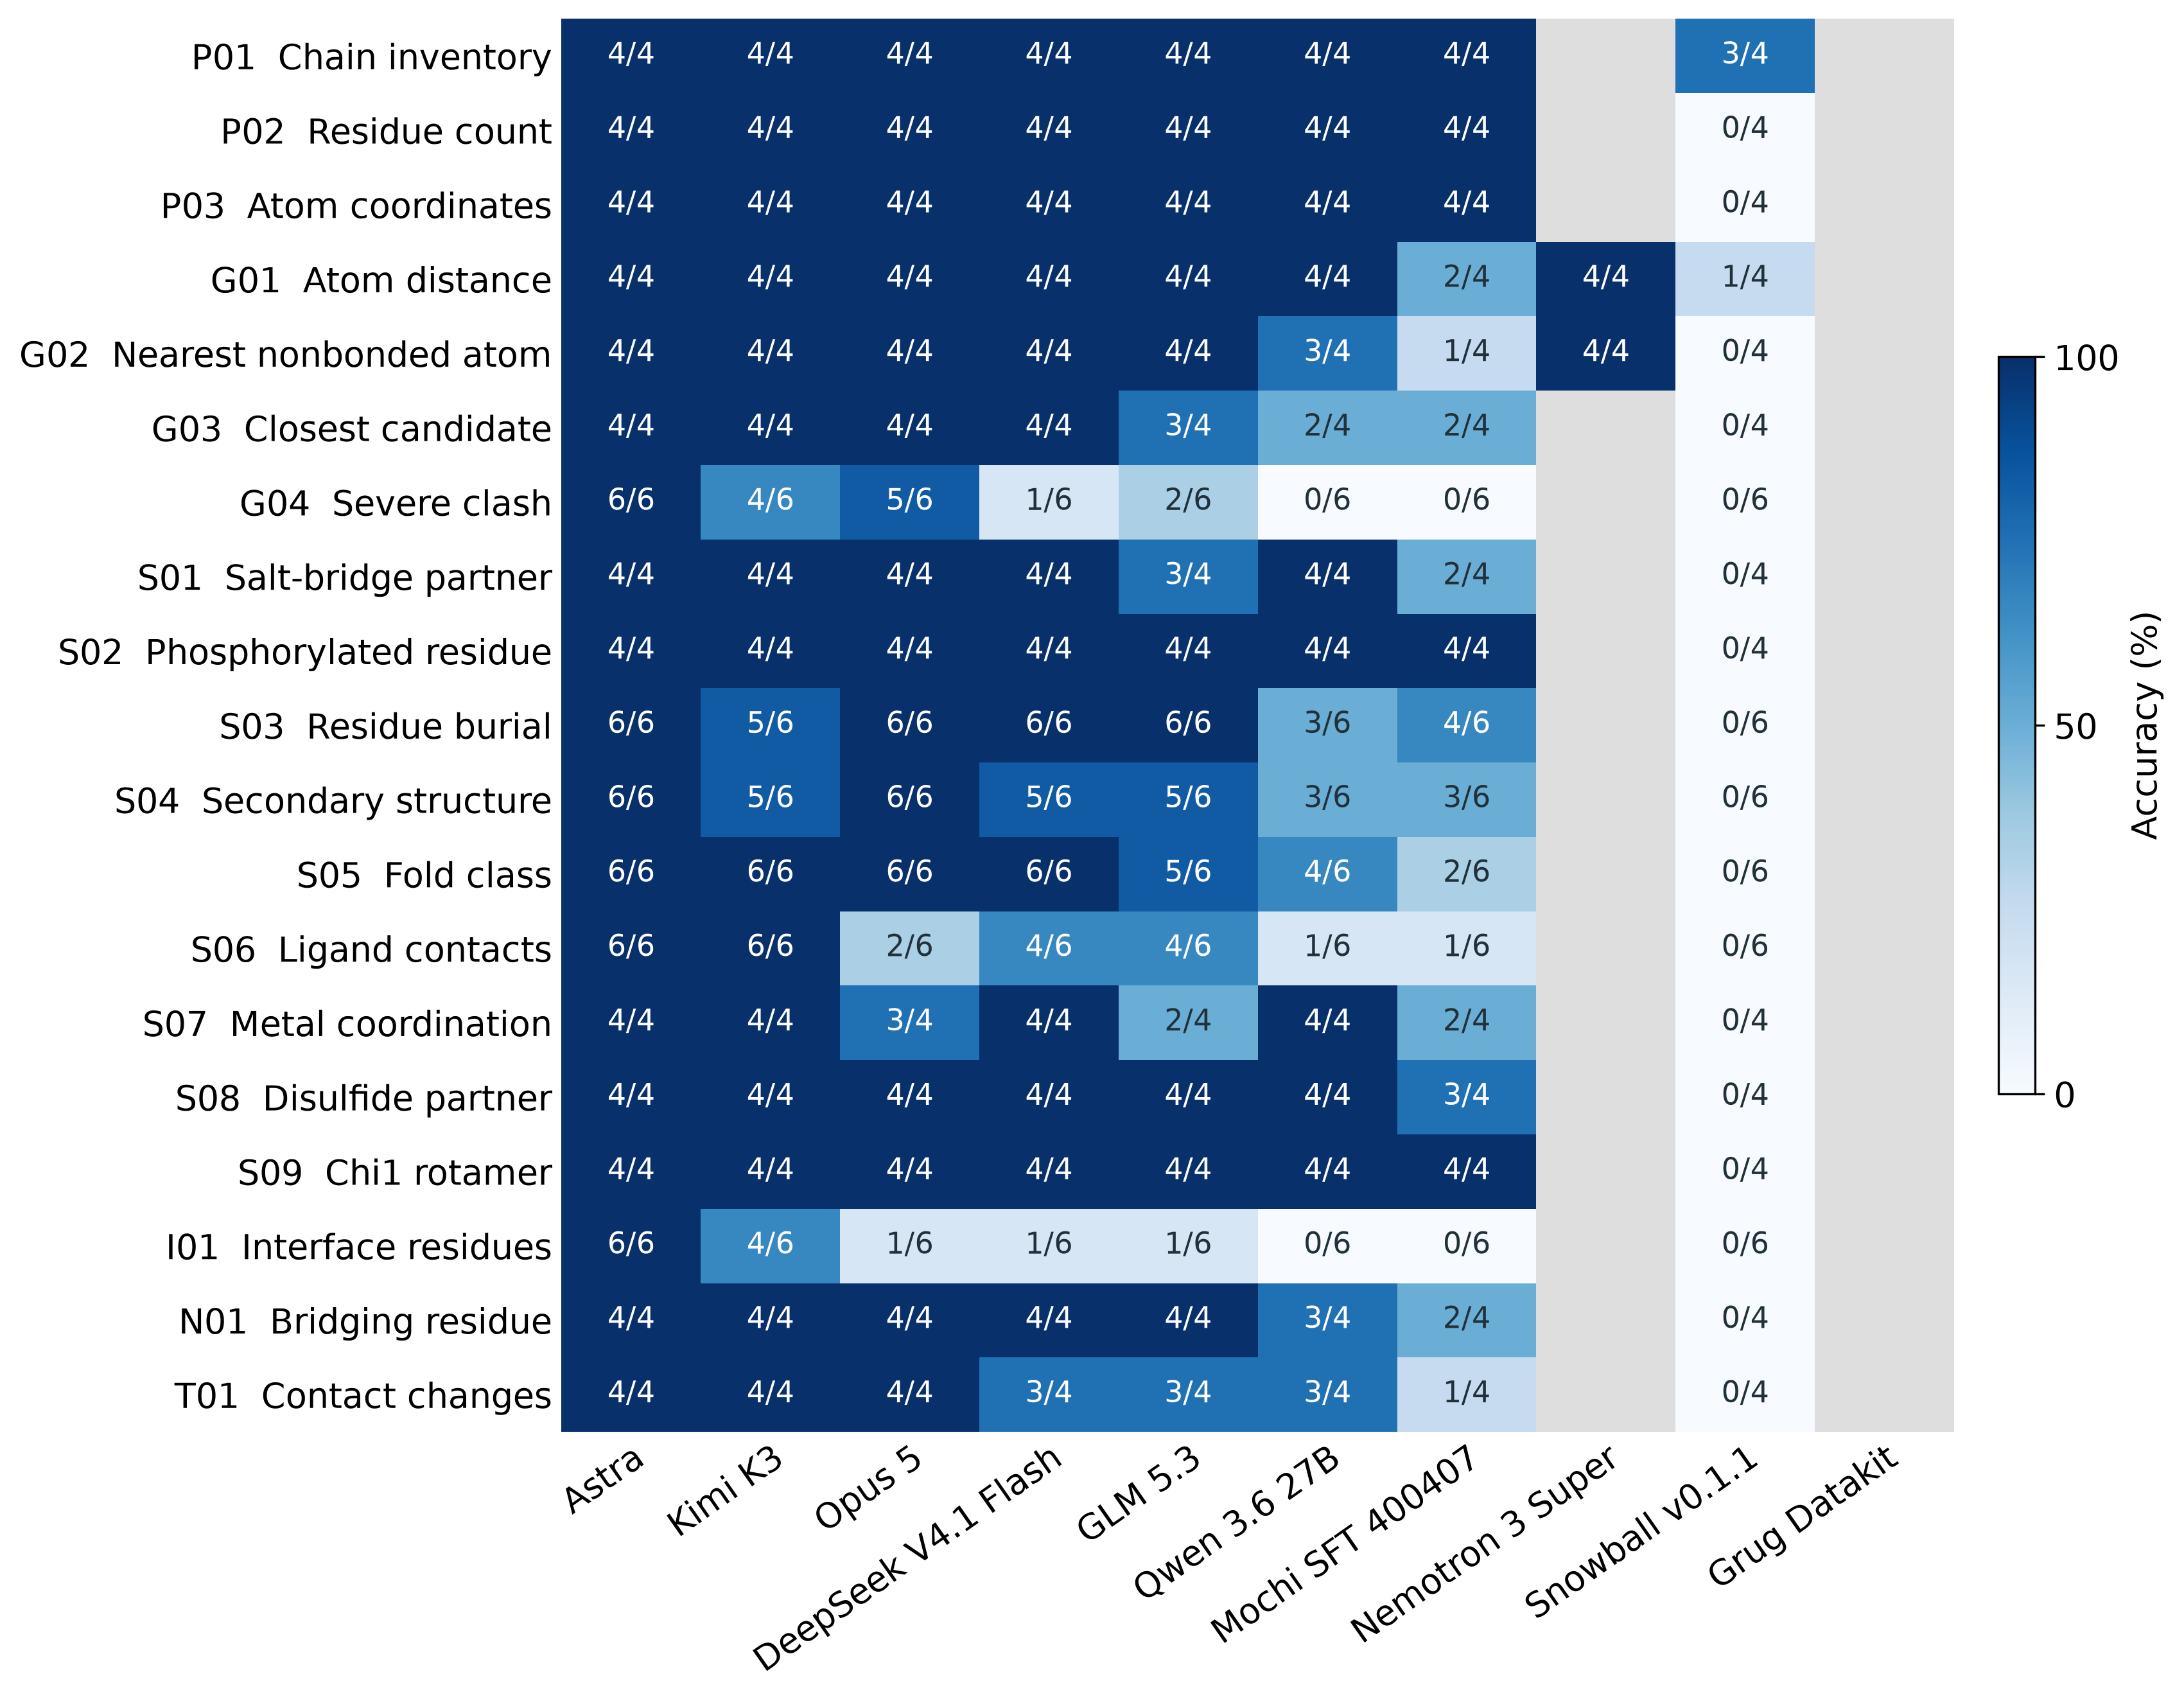 P01 Chain inventory 4/4 4/4 4/4 4/4 4/4 4/4 4/4 3/4
P02 Residue count 4/4 4/4 4/4 4/4 4/4 4/4 4/4 0/4
P03 Atom coordinates 4/4 4/4 4/4 4/4 4/4 4/4 4/4 0/4
G01 Atom distance 4/4 4/4 4/4 4/4 4/4 4/4 2/4 4/4 1/4
G02 Nearest nonbonded atom 4/4 4/4 4/4 4/4 4/4 3/4 1/4 4/4 0/4
G03 Closest candidate 4/4 4/4 4/4 4/4 3/4 2/4 2/4 0/4
G04 Severe clash 6/6 4/6 5/6 1/6 2/6 0/6 0/6 0/6
S01 Salt-bridge partner 4/4 4/4 4/4 4/4 3/4 4/4 2/4 0/4
S02 Phosphorylated residue 4/4 4/4 4/4 4/4 4/4 4/4 4/4 0/4
S03 Residue burial 6/6 5/6 6/6 6/6 6/6 3/6 4/6 0/6
S04 Secondary structure 6/6 5/6 6/6 5/6 5/6 3/6 3/6 0/6
S05 Fold class 6/6 6/6 6/6 6/6 5/6 4/6 2/6 0/6
S06 Ligand contacts 6/6 6/6 2/6 4/6 4/6 1/6 1/6 0/6
S07 Metal coordination 4/4 4/4 3/4 4/4 2/4 4/4 2/4 0/4
S08 Disulfide partner 4/4 4/4 4/4 4/4 4/4 4/4 3/4 0/4
S09 Chi1 rotamer 4/4 4/4 4/4 4/4 4/4 4/4 4/4 0/4
I01 Interface residues 6/6 4/6 1/6 1/6 1/6 0/6 0/6 0/6
N01 Bridging residue 4/4 4/4 4/4 4/4 4/4 3/4 2/4 0/4
T01 Contact changes 4/4 4/4 4/4 3/4 3/4 3/4 1/4 0/4
Astra
Kimi K3
Opus 5
DeepSeek V4.1 Flash
GLM 5.3
Qwen 3.6 27B
Mochi SFT 400407
Nemotron 3 Super
Snowball v0.1.1
Grug Datakit
100
50
0
Accuracy (%)